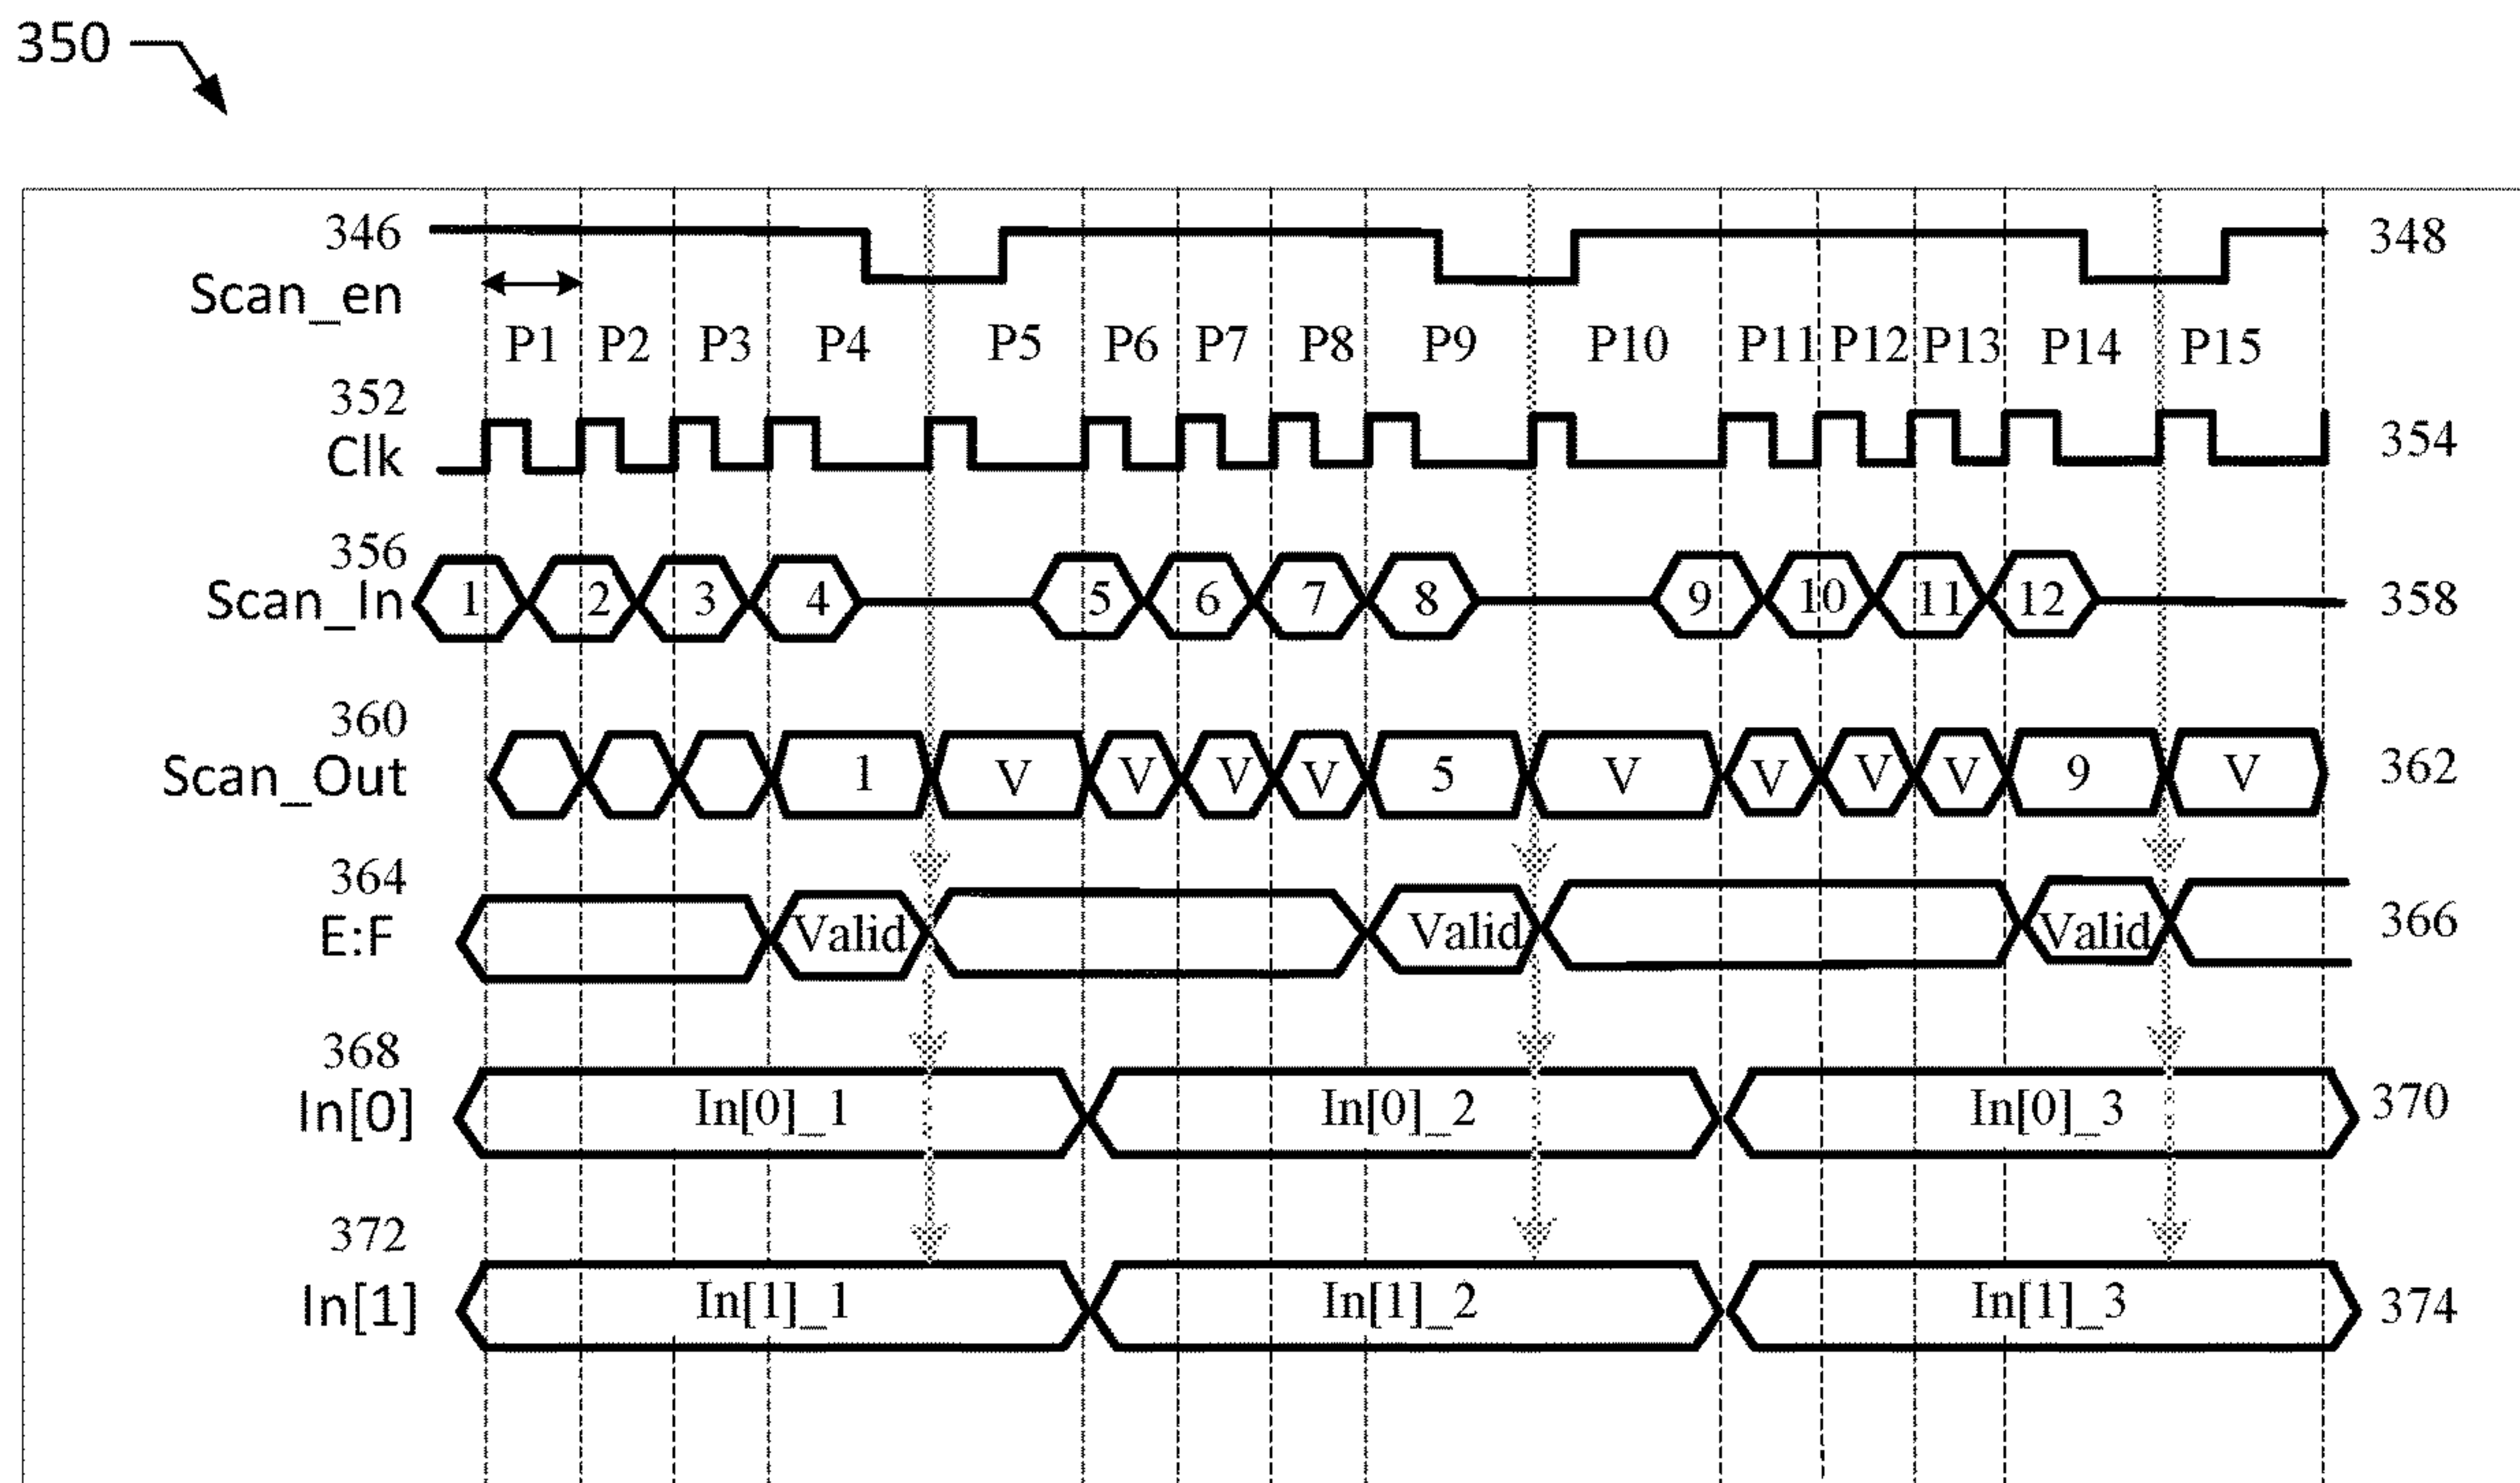 350
346 348
Scan_en
P1 P2 P3 P4 P5 P6 P7 P8 P9 P10 P11 P12 P13 P14 P15
352 354
Clk
356 358
Scan_In 1 2 3 4 5 6 7 8 9 10 11 12
360 362
Scan_Out 1 V V V V 5 V V V V 9 V
364 366
E:F Valid Valid Valid
368 370
In[0] In[0]_1 In[0]_2 In[0]_3
372 374
In[1] In[1]_1 In[1]_2 In[1]_3